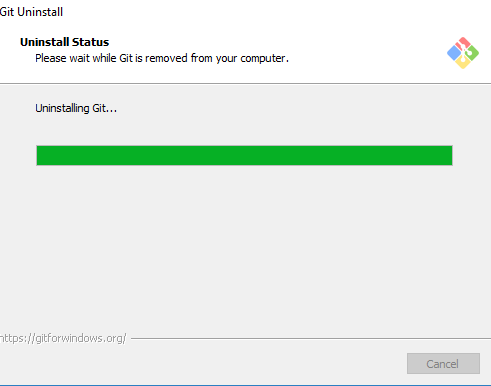 Git Uninstall
Uninstall Status
Please wait while Git is removed from your computer.
Uninstalling Git...
https://gitforwindows.org/
Cancel